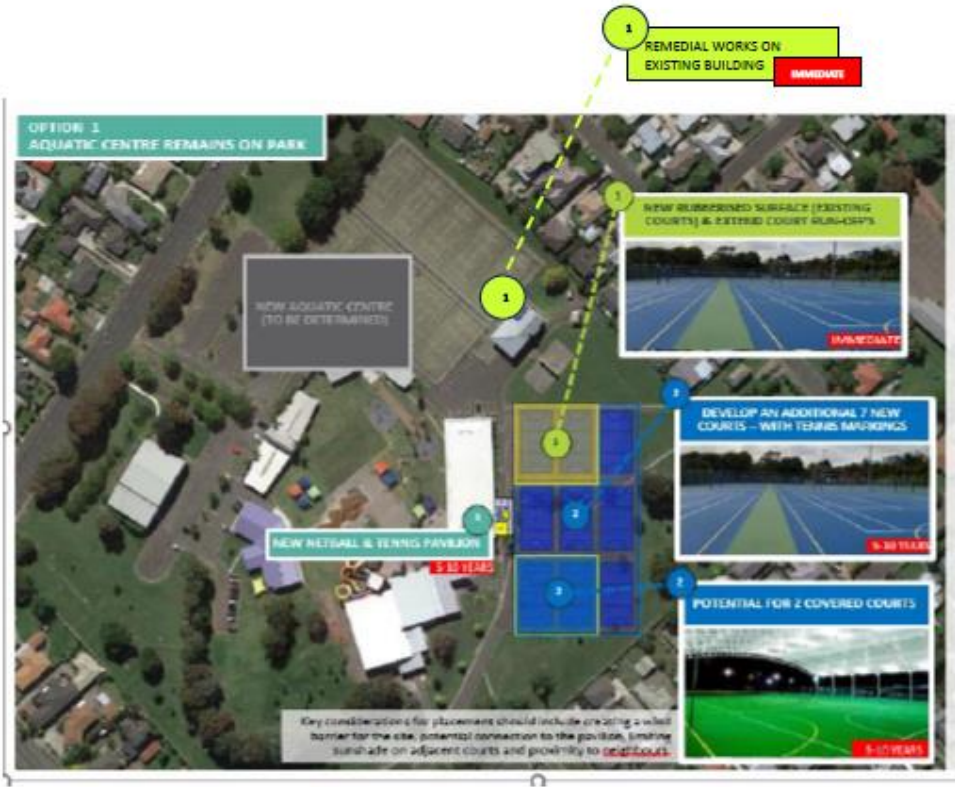 1
REMEDIAL WORKS ON
EXISTING BUILDING
IMMEDIATE
OPTION 1
AQUATIC CENTRE REMAINS ON PARK
1
NEW RUBBERISED SURFACE (EXISTING
COURTS) & EXTEND COURT RUN-OFFS
IMMEDIATE
NEW AQUATIC CENTRE
(TO BE DETERMINED)
1
1
2
DEVELOP AN ADDITIONAL 7 NEW
COURTS – WITH TENNIS MARKINGS
5-10 YEARS
2
NEW NETBALL & TENNIS PAVILION
5-10 YEARS
2
POTENTIAL FOR 2 COVERED COURTS
5-10 YEARS
Key considerations for placement should include creating a wind
barrier for the site, potential connection to the pavilion, limiting
sunshade on adjacent courts and proximity to neighbours.